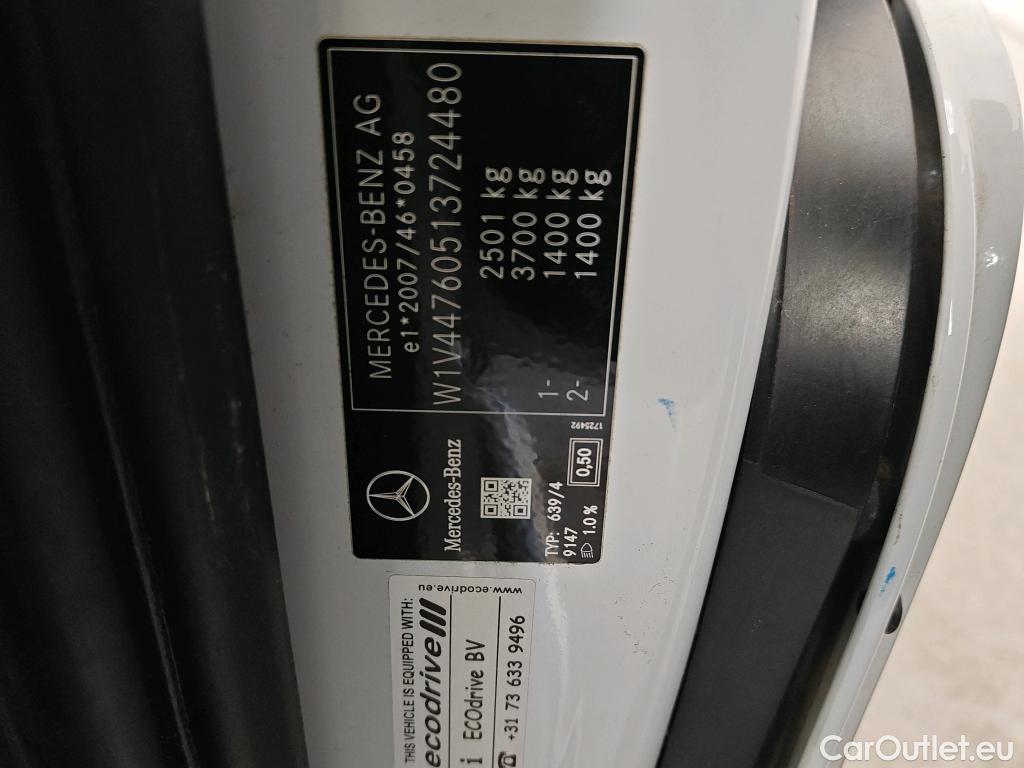 MERCEDES-BENZ AG
e1*2007/46*0458
W1V44760513724480
2501 kg
3700 kg
1- 1400 kg
2- 1400 kg
Mercedes-Benz
TYP: 639/4
9147
1.0 %
0,50
1725492
THIS VEHICLE IS EQUIPPED WITH:
ecodrive
i ECOdrive BV
☎ +31 73 633 9496
www.ecodrive.eu
CarOutlet.eu